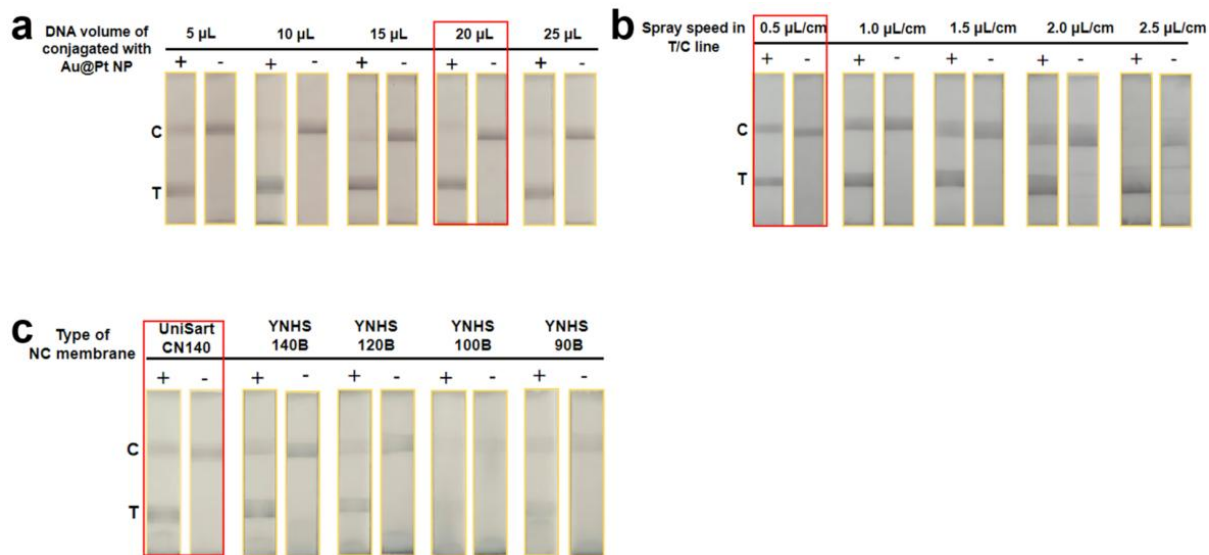 a
DNA volume of
conjagated with
Au@Pt NP
5 µL 10 µL 15 µL 20 µL 25 µL
+ - + - + - + - + -
C
T
b
Spray speed in
T/C line
0.5 µL/cm 1.0 µL/cm 1.5 µL/cm 2.0 µL/cm 2.5 µL/cm
+ - + - + - + - + -
C
T
c
Type of
NC membrane
UniSart
CN140
YNHS
140B
YNHS
120B
YNHS
100B
YNHS
90B
+ - + - + - + - + -
C
T